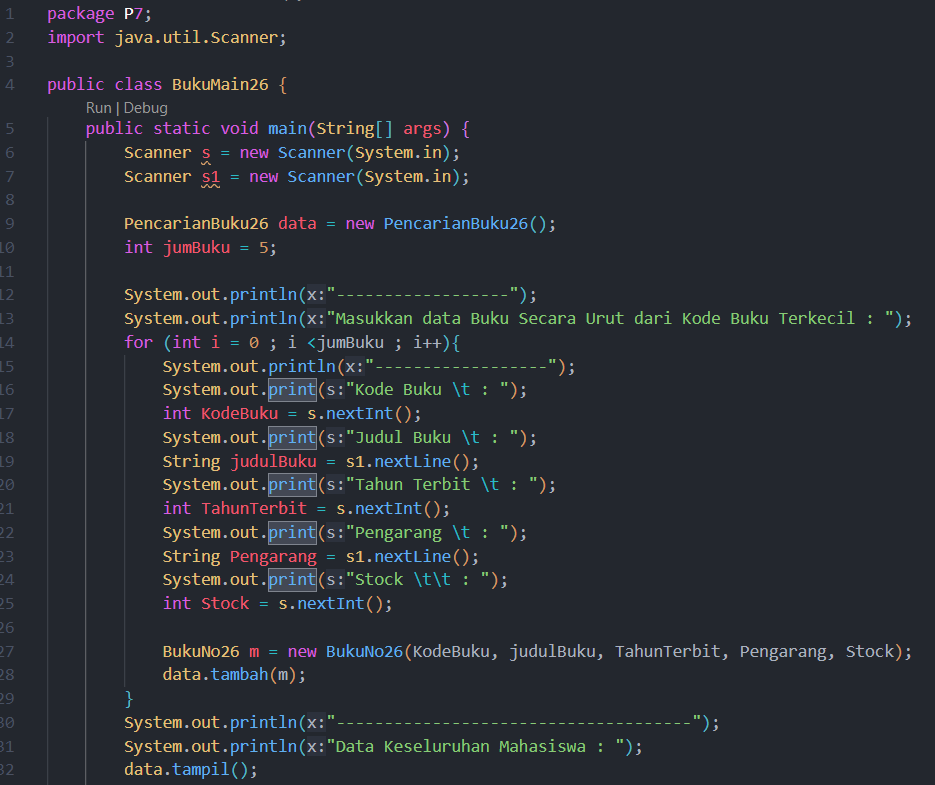 1 package P7;
2 import java.util.Scanner;
3
4 public class BukuMain26 {
Run | Debug
5 public static void main(String[] args) {
6 Scanner s = new Scanner(System.in);
7 Scanner s1 = new Scanner(System.in);
8
9 PencarianBuku26 data = new PencarianBuku26();
10 int jumBuku = 5;
11
12 System.out.println(x:"------------------");
13 System.out.println(x:"Masukkan data Buku Secara Urut dari Kode Buku Terkecil : ");
14 for (int i = 0 ; i <jumBuku ; i++){
15 System.out.println(x:"------------------");
16 System.out.print(s:"Kode Buku \t : ");
17 int KodeBuku = s.nextInt();
18 System.out.print(s:"Judul Buku \t : ");
19 String judulBuku = s1.nextLine();
20 System.out.print(s:"Tahun Terbit \t : ");
21 int TahunTerbit = s.nextInt();
22 System.out.print(s:"Pengarang \t : ");
23 String Pengarang = s1.nextLine();
24 System.out.print(s:"Stock \t\t : ");
25 int Stock = s.nextInt();
26
27 BukuNo26 m = new BukuNo26(KodeBuku, judulBuku, TahunTerbit, Pengarang, Stock);
28 data.tambah(m);
29 }
30 System.out.println(x:"-------------------------------------");
31 System.out.println(x:"Data Keseluruhan Mahasiswa : ");
32 data.tampil();